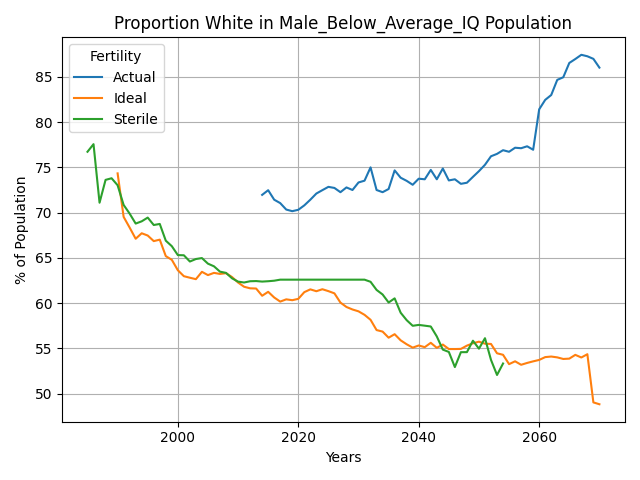 Proportion White in Male_Below_Average_IQ Population
Fertility
Actual
Ideal
Sterile
% of Population
85
80
75
70
65
60
55
50
2000
2020
2040
2060
Years